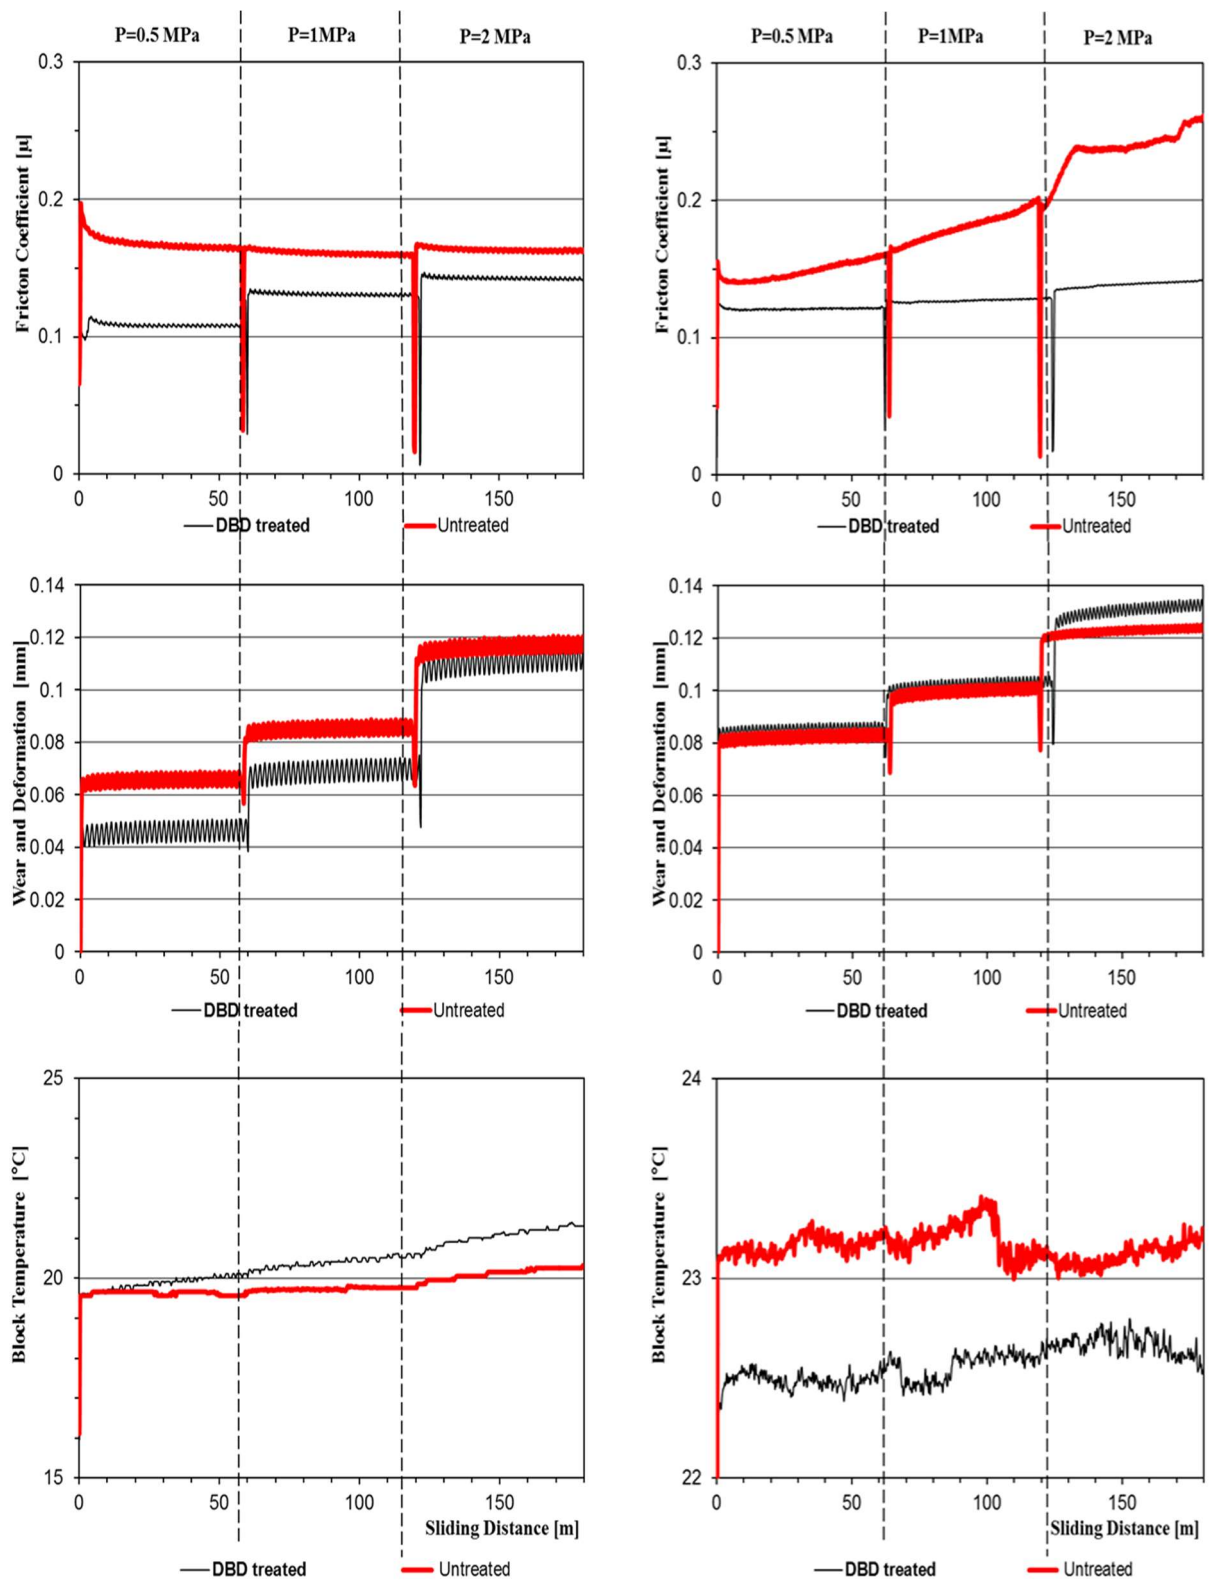 P=0.5 MPa P=1MPa P=2 MPa
0.3
0.2
0.1
0
Fricton Coefficient [µ]
0 50 100 150
DBD treated Untreated
P=0.5 MPa P=1MPa P=2 MPa
0.3
0.2
0.1
0
Fricton Coefficient [µ]
0 50 100 150
DBD treated Untreated
0.14
0.12
0.1
0.08
0.06
0.04
0.02
0
Wear and Deformation [mm]
0 50 100 150
DBD treated Untreated
0.14
0.12
0.1
0.08
0.06
0.04
0.02
0
Wear and Deformation [mm]
0 50 100 150
DBD treated Untreated
25
20
15
Block Temperature [°C]
0 50 100 150
Sliding Distance [m]
DBD treated Untreated
24
23
22
Block Temperature [°C]
0 50 100 150
Sliding Distance [m]
DBD treated Untreated